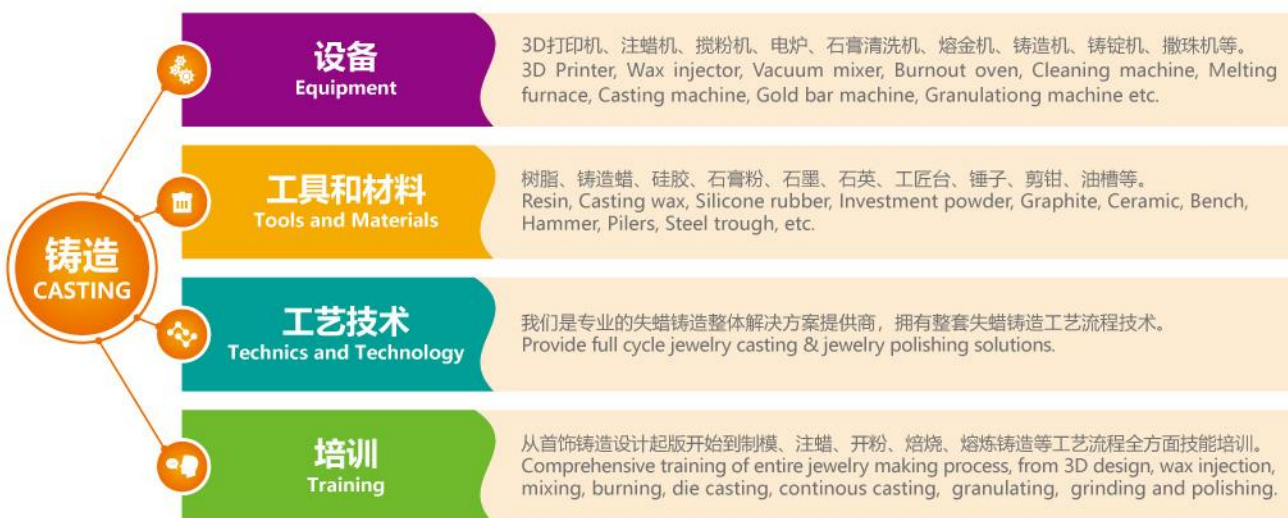 铸造
CASTING
设备
Equipment
3D打印机、注蜡机、搅粉机、电炉、石膏清洗机、熔金机、铸造机、铸锭机、撒珠机等。
3D Printer, Wax injector, Vacuum mixer, Burnout oven, Cleaning machine, Melting
furnace, Casting machine, Gold bar machine, Granulationg machine etc.
工具和材料
Tools and Materials
树脂、铸造蜡、硅胶、石膏粉、石墨、石英、工匠台、锤子、剪钳、油槽等。
Resin, Casting wax, Silicone rubber, Investment powder, Graphite, Ceramic, Bench,
Hammer, Pilers, Steel trough, etc.
工艺技术
Technics and Technology
我们是专业的失蜡铸造整体解决方案提供商，拥有整套失蜡铸造工艺流程技术。
Provide full cycle jewelry casting & jewelry polishing solutions.
培训
Training
从首饰铸造设计起版开始到制模、注蜡、开粉、焙烧、熔炼铸造等工艺流程全方面技能培训。
Comprehensive training of entire jewelry making process, from 3D design, wax injection,
mixing, burning, die casting, continous casting, granulating, grinding and polishing.